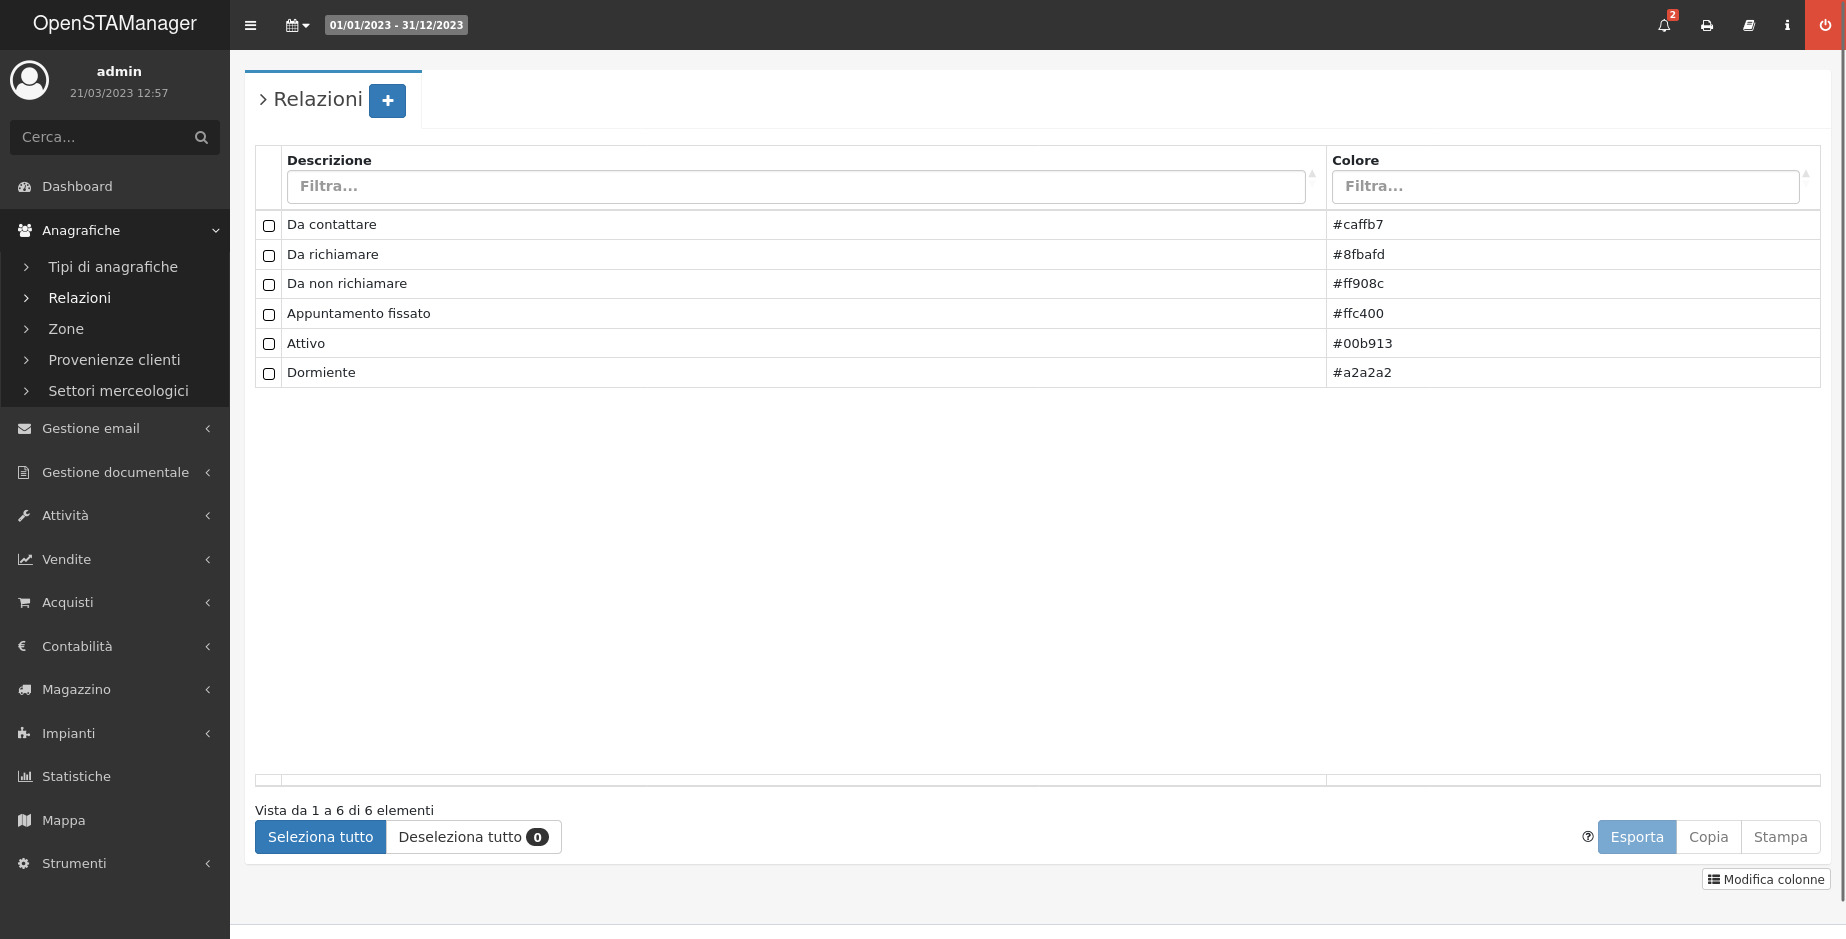 OpenSTAManager
01/01/2023 - 31/12/2023
2
admin
21/03/2023 12:57
Cerca...
Dashboard
Anagrafiche
Tipi di anagrafiche
Relazioni
Zone
Provenienze clienti
Settori merceologici
Gestione email
Gestione documentale
Attività
Vendite
Acquisti
Contabilità
Magazzino
Impianti
Statistiche
Mappa
Strumenti
Relazioni
Descrizione Colore
Filtra... Filtra...
Da contattare #caffb7
Da richiamare #8fbafd
Da non richiamare #ff908c
Appuntamento fissato #ffc400
Attivo #00b913
Dormiente #a2a2a2
Vista da 1 a 6 di 6 elementi
Seleziona tutto Deseleziona tutto 0 Esporta Copia Stampa
Modifica colonne